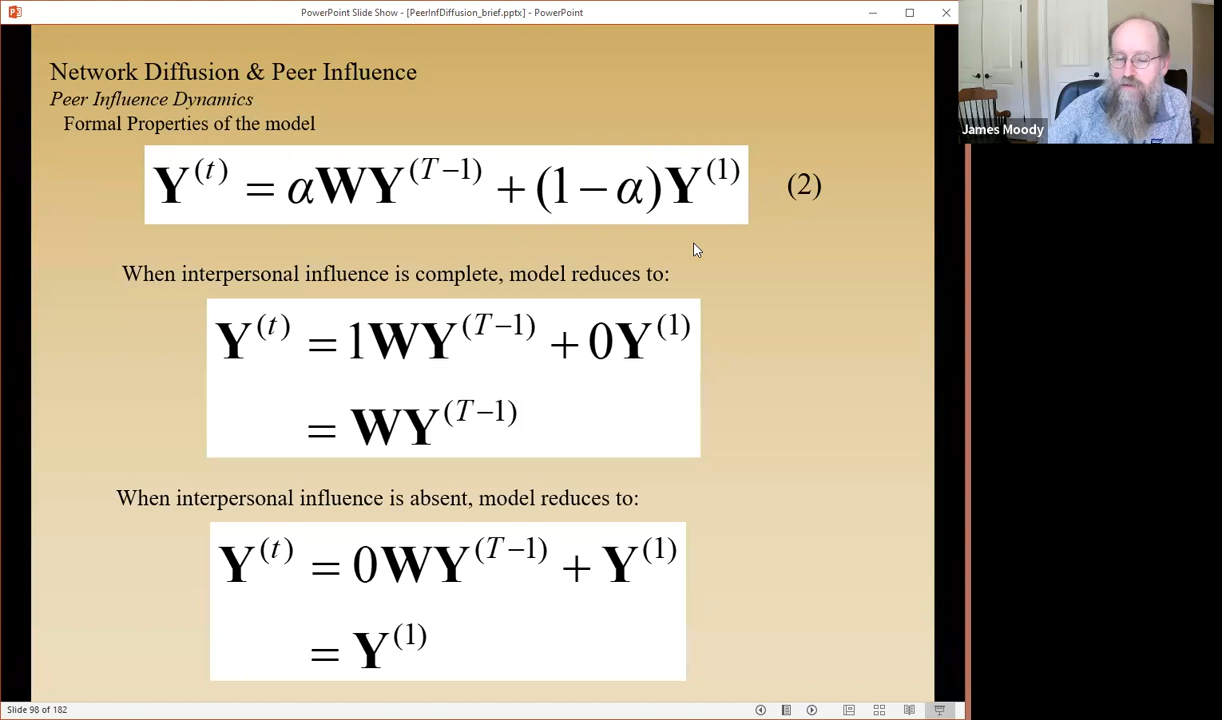 PowerPoint Slide Show - [PeerInfDiffusion_brief.pptx] - PowerPoint
Network Diffusion & Peer Influence
Peer Influence Dynamics
Formal Properties of the model
Y^(t) = αWY^(T−1) + (1 − α)Y^(1) (2)
When interpersonal influence is complete, model reduces to:
Y^(t) = 1WY^(T−1) + 0Y^(1)
= WY^(T−1)
When interpersonal influence is absent, model reduces to:
Y^(t) = 0WY^(T−1) + Y^(1)
= Y^(1)
James Moody
Slide 98 of 182